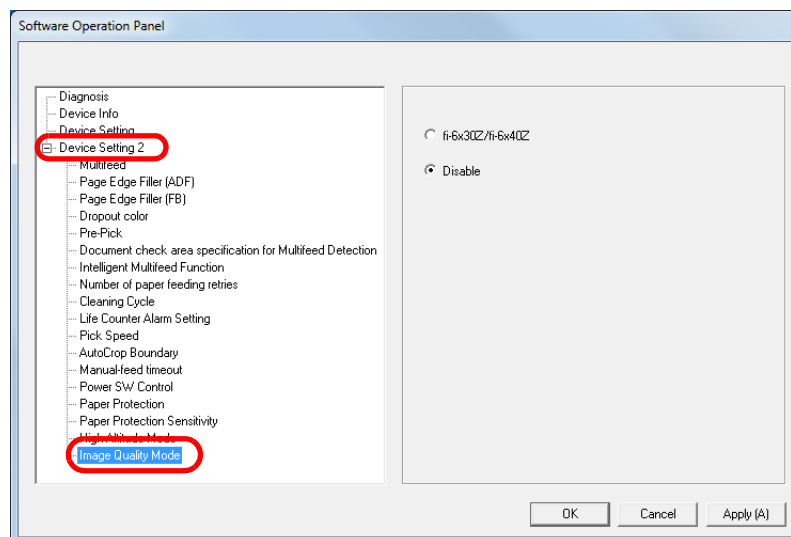 Software Operation Panel
Diagnosis
Device Info
Device Setting
Device Setting 2
Multifeed
Page Edge Filler (ADF)
Page Edge Filler (FB)
Dropout color
Pre-Pick
Document check area specification for Multifeed Detection
Intelligent Multifeed Function
Number of paper feeding retries
Cleaning Cycle
Life Counter Alarm Setting
Pick Speed
AutoCrop Boundary
Manual-feed timeout
Power SW Control
Paper Protection
Paper Protection Sensitivity
High Altitude Mode
Image Quality Mode
fi-6x30Z/fi-6x40Z
Disable
OK
Cancel
Apply (A)